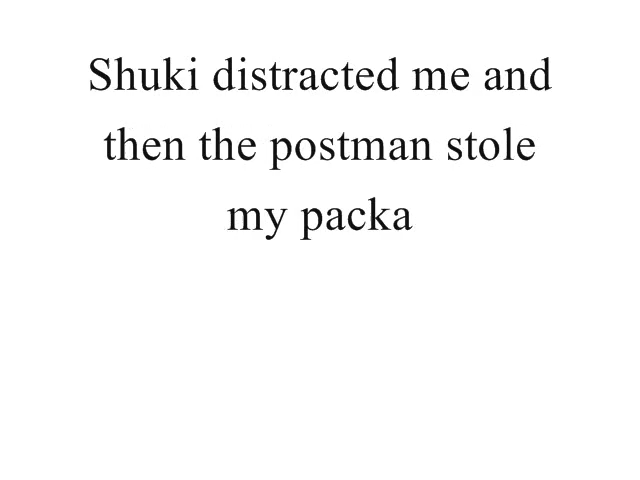 Shuki distracted me and
then the postman stole
my packa